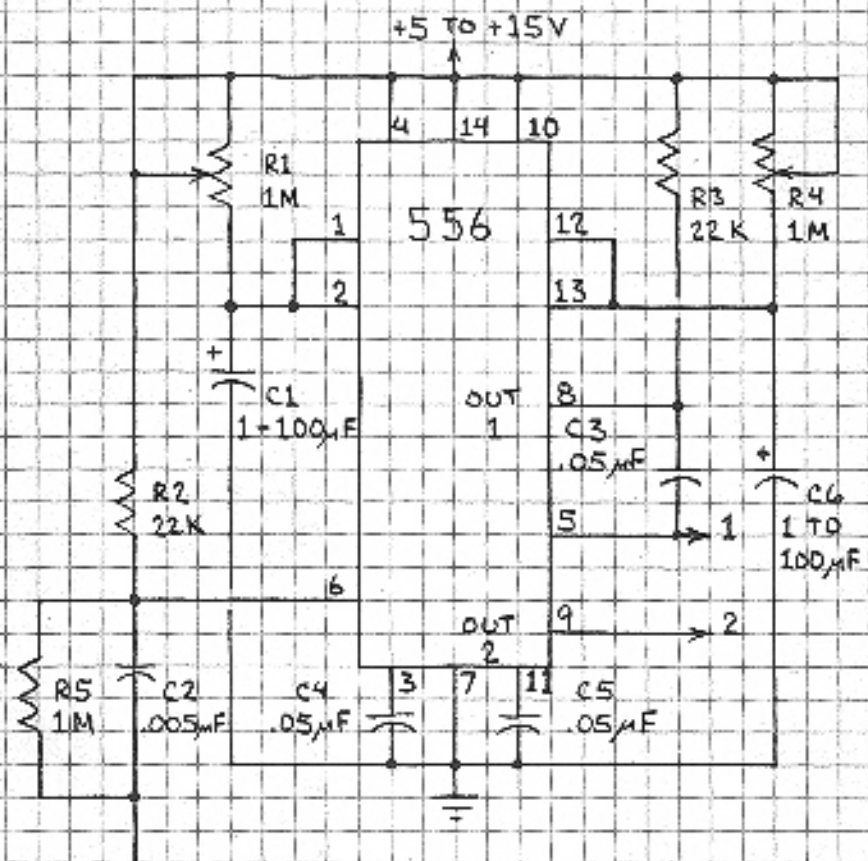 +5 TO +15V
4
14
10
R1
1M
556
1
12
R3
22K
R4
1M
2
13
+
C1
1-100µF
OUT
1
8
C3
.05µF
+
R2
22K
5
1
C6
1 TO
100µF
6
OUT
2
9
2
R5
1M
C2
.005µF
C4
.05µF
3
7
11
C5
.05µF